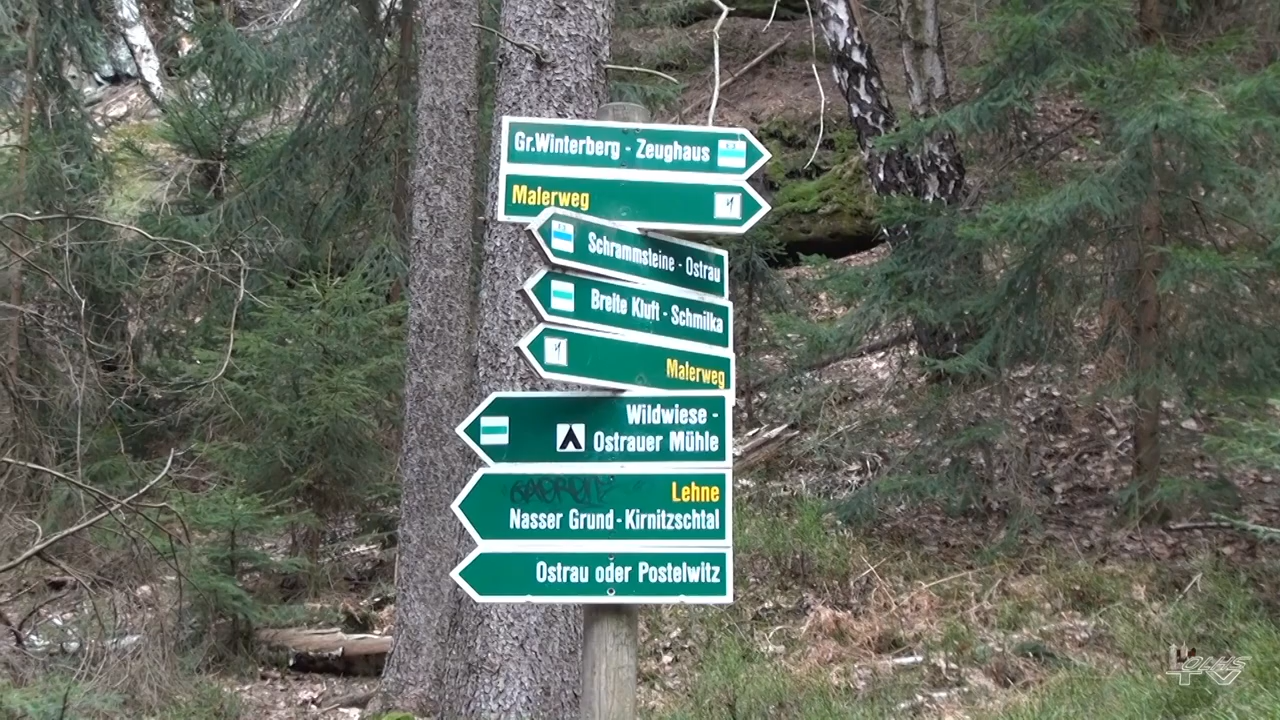 Gr.Winterberg - Zeughaus
Malerweg
Schrammsteine - Ostrau
Breite Kluft - Schmilka
Malerweg
Wildwiese -
Ostrauer Mühle
Lehne
Nasser Grund - Kirnitzschtal
Ostrau oder Postelwitz